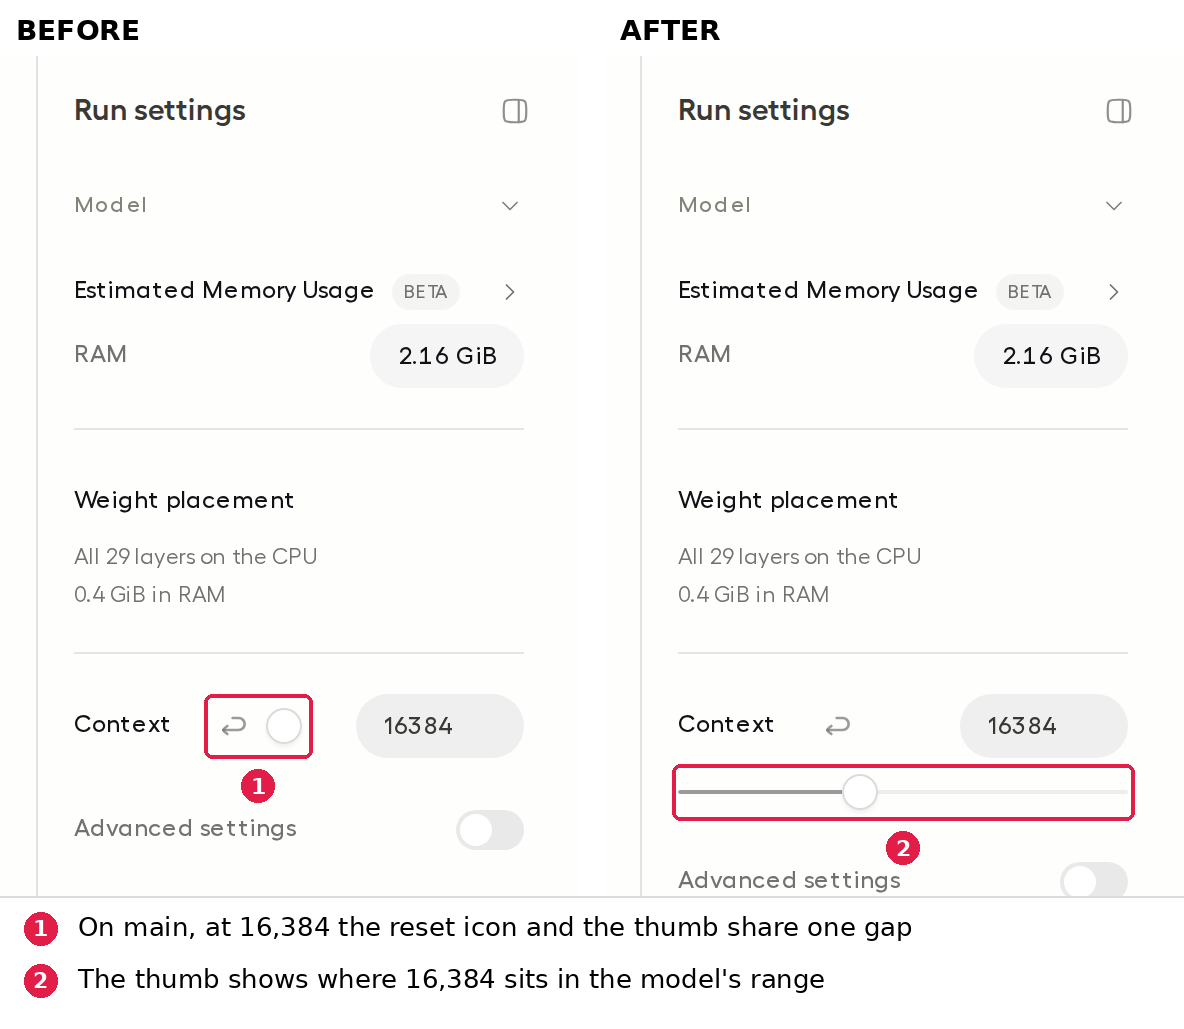 BEFORE
Run settings
Model
Estimated Memory Usage BETA
RAM 2.16 GiB
Weight placement
All 29 layers on the CPU
0.4 GiB in RAM
Context 16384
1
Advanced settings
AFTER
Run settings
Model
Estimated Memory Usage BETA
RAM 2.16 GiB
Weight placement
All 29 layers on the CPU
0.4 GiB in RAM
Context 16384
2
Advanced settings
1 On main, at 16,384 the reset icon and the thumb share one gap
2 The thumb shows where 16,384 sits in the model's range